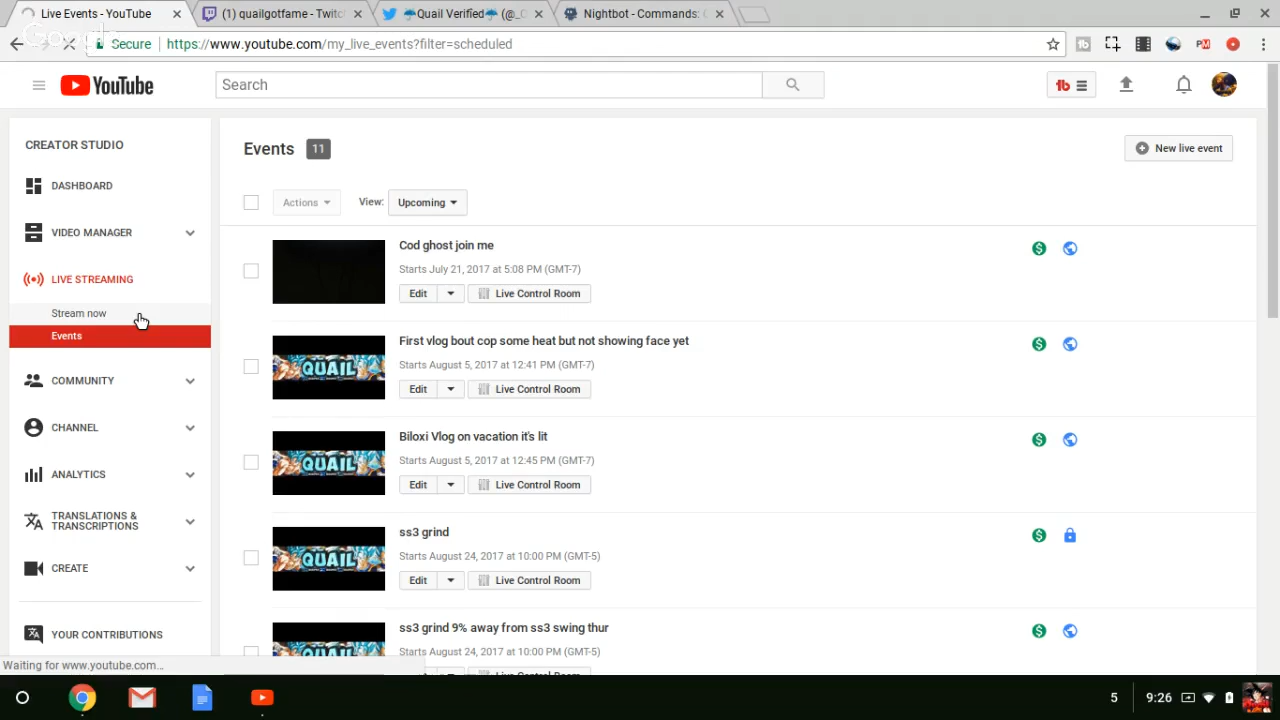 Live Events - YouTube
(1) quailgotfame - Twitch
Quail Verified
Nightbot - Commands:
Secure
https://www.youtube.com/my_live_events?filter=scheduled
YouTube
Search
CREATOR STUDIO
DASHBOARD
VIDEO MANAGER
LIVE STREAMING
Stream now
Events
COMMUNITY
CHANNEL
ANALYTICS
TRANSLATIONS &
TRANSCRIPTIONS
CREATE
YOUR CONTRIBUTIONS
Events 11
New live event
Actions
View: Upcoming
Cod ghost join me
Starts July 21, 2017 at 5:08 PM (GMT-7)
Edit Live Control Room
First vlog bout cop some heat but not showing face yet
QUAIL
Starts August 5, 2017 at 12:41 PM (GMT-7)
Edit Live Control Room
Biloxi Vlog on vacation it's lit
QUAIL
Starts August 5, 2017 at 12:45 PM (GMT-7)
Edit Live Control Room
ss3 grind
QUAIL
Starts August 24, 2017 at 10:00 PM (GMT-5)
Edit Live Control Room
ss3 grind 9% away from ss3 swing thur
Starts August 24, 2017 at 10:00 PM (GMT-5)
Waiting for www.youtube.com...
5
9:26